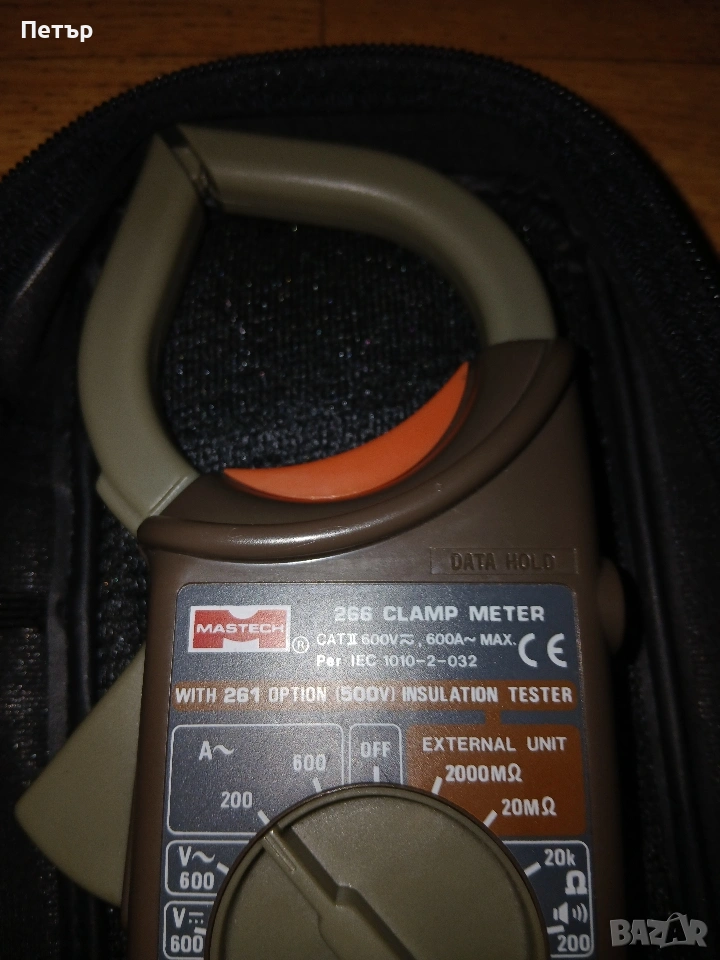 Петър
DATA HOLD
MASTECH ®
266 CLAMP METER
CAT II 600V⎓, 600A~ MAX.
Per IEC 1010-2-032
CE
WITH 261 OPTION (500V) INSULATION TESTER
A~
600
200
OFF
EXTERNAL UNIT
2000MΩ
20MΩ
V~
600
20k
Ω
V⎓
600
200
BAZAR